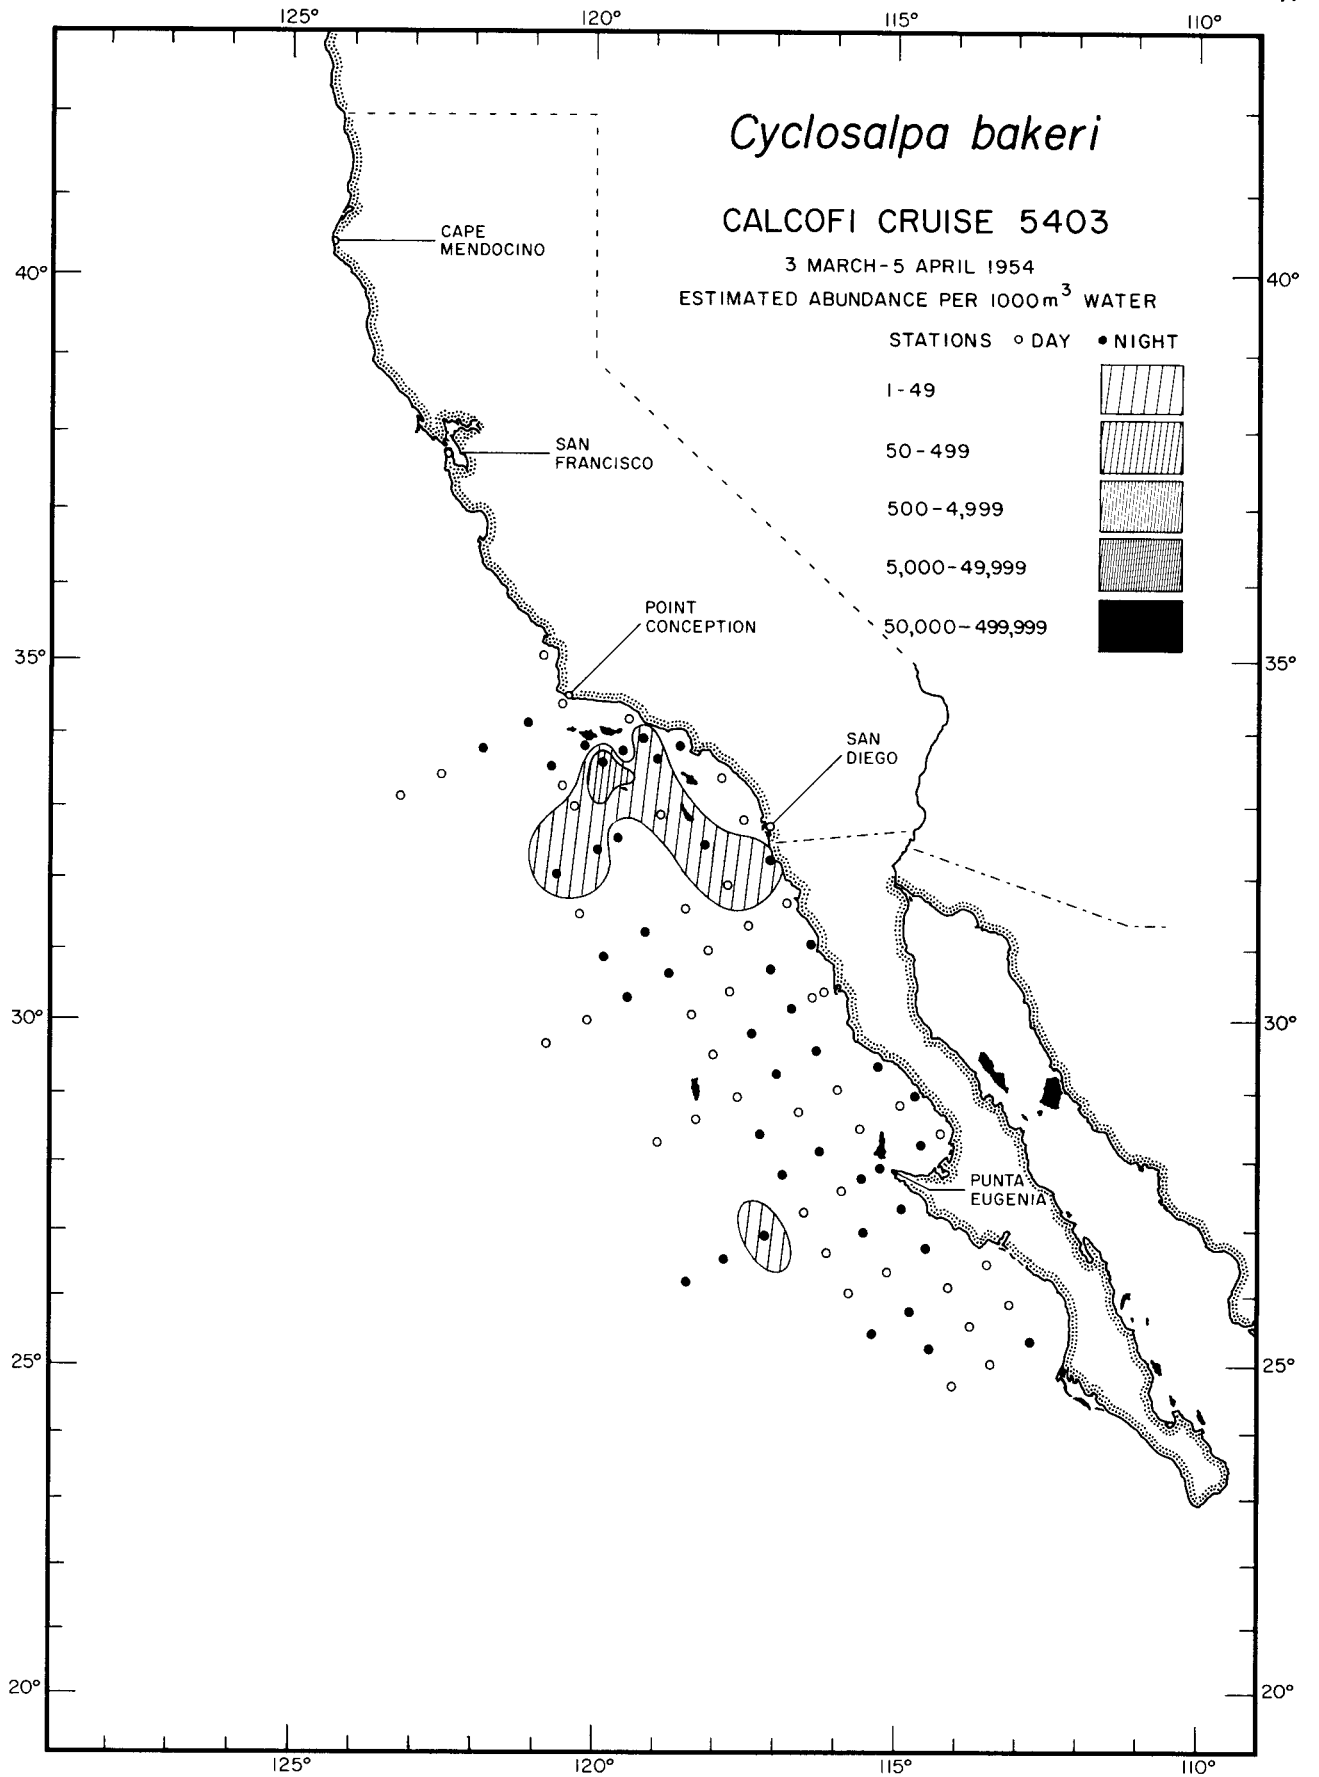 125°
120°
115°
110°
Cyclosalpa bakeri
CALCOFI CRUISE 5403
3 MARCH-5 APRIL 1954
ESTIMATED ABUNDANCE PER 1000m³ WATER
STATIONS ○ DAY ● NIGHT
1-49
50-499
500-4,999
5,000-49,999
50,000-499,999
CAPE
MENDOCINO
40°
40°
SAN
FRANCISCO
POINT
CONCEPTION
35°
35°
SAN
DIEGO
30°
30°
PUNTA
EUGENIA
25°
25°
20°
20°
125°
120°
115°
110°